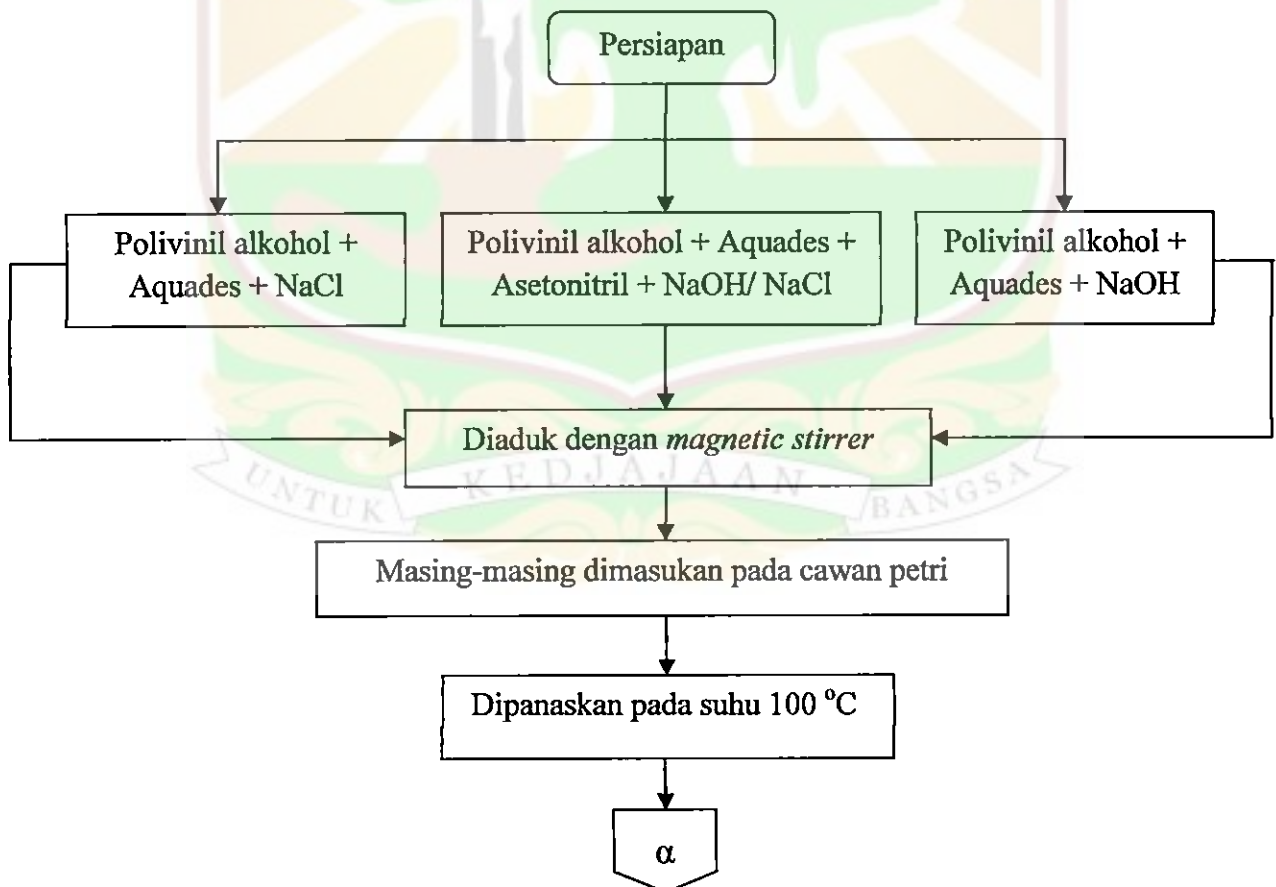 Persiapan
Polivinil alkohol +
Aquades + NaCl
Polivinil alkohol + Aquades +
Asetonitril + NaOH/ NaCl
Polivinil alkohol +
Aquades + NaOH
Diaduk dengan magnetic stirrer
UNTUK KEDJAJAAN BANGSA
Masing-masing dimasukan pada cawan petri
Dipanaskan pada suhu 100 °C
α